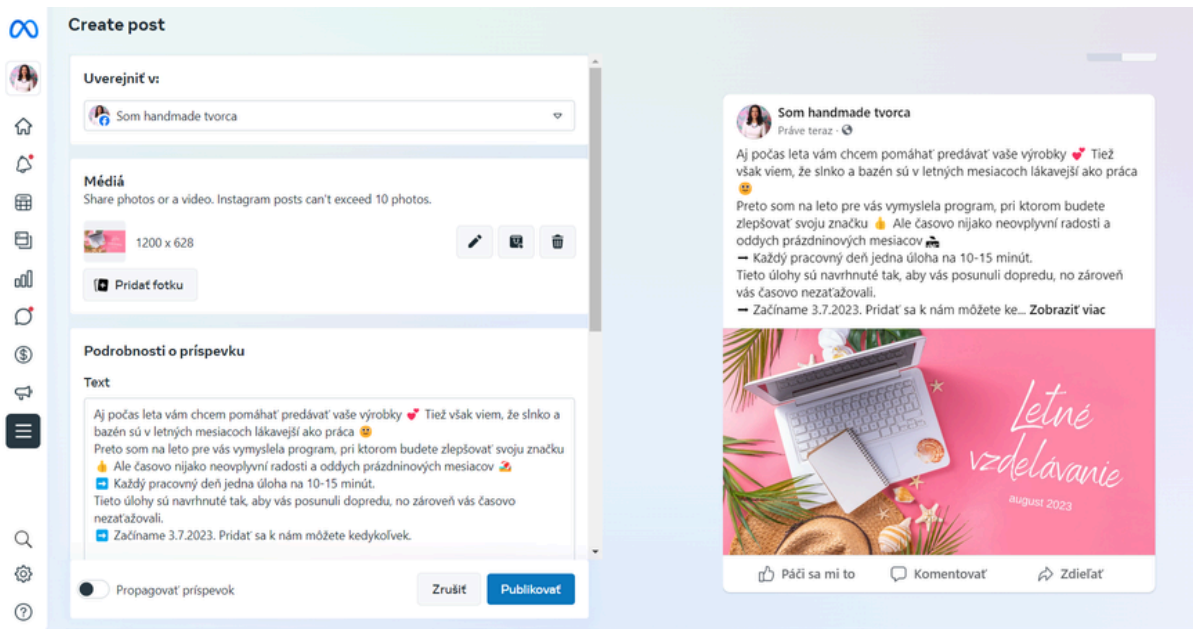 Create post
Uverejniť v:
Som handmade tvorca
Médiá
Share photos or a video. Instagram posts can't exceed 10 photos.
1200 x 628
Pridať fotku
Podrobnosti o príspevku
Text
Aj počas leta vám chcem pomáhať predávať vaše výrobky 💕 Tiež však viem, že slnko a
bazén sú v letných mesiacoch lákavejší ako práca 🙂
Preto som na leto pre vás vymyslela program, pri ktorom budete zlepšovať svoju značku
👍 Ale časovo nijako neovplyvní radosti a oddych prázdninových mesiacov 🏖
➡ Každý pracovný deň jedna úloha na 10-15 minút.
Tieto úlohy sú navrhnuté tak, aby vás posunuli dopredu, no zároveň vás časovo
nezaťažovali.
➡ Začíname 3.7.2023. Pridať sa k nám môžete kedykoľvek.
Propagovať príspevok
Zrušiť
Publikovať
Som handmade tvorca
Práve teraz ·
Aj počas leta vám chcem pomáhať predávať vaše výrobky 💕 Tiež
však viem, že slnko a bazén sú v letných mesiacoch lákavejší ako práca
🙂
Preto som na leto pre vás vymyslela program, pri ktorom budete
zlepšovať svoju značku 👍 Ale časovo nijako neovplyvní radosti a
oddych prázdninových mesiacov 🏖
➡ Každý pracovný deň jedna úloha na 10-15 minút.
Tieto úlohy sú navrhnuté tak, aby vás posunuli dopredu, no zároveň
vás časovo nezaťažovali.
➡ Začíname 3.7.2023. Pridať sa k nám môžete ke... Zobraziť viac
Letné
vzdelávanie
august 2023
Páči sa mi to
Komentovať
Zdieľať